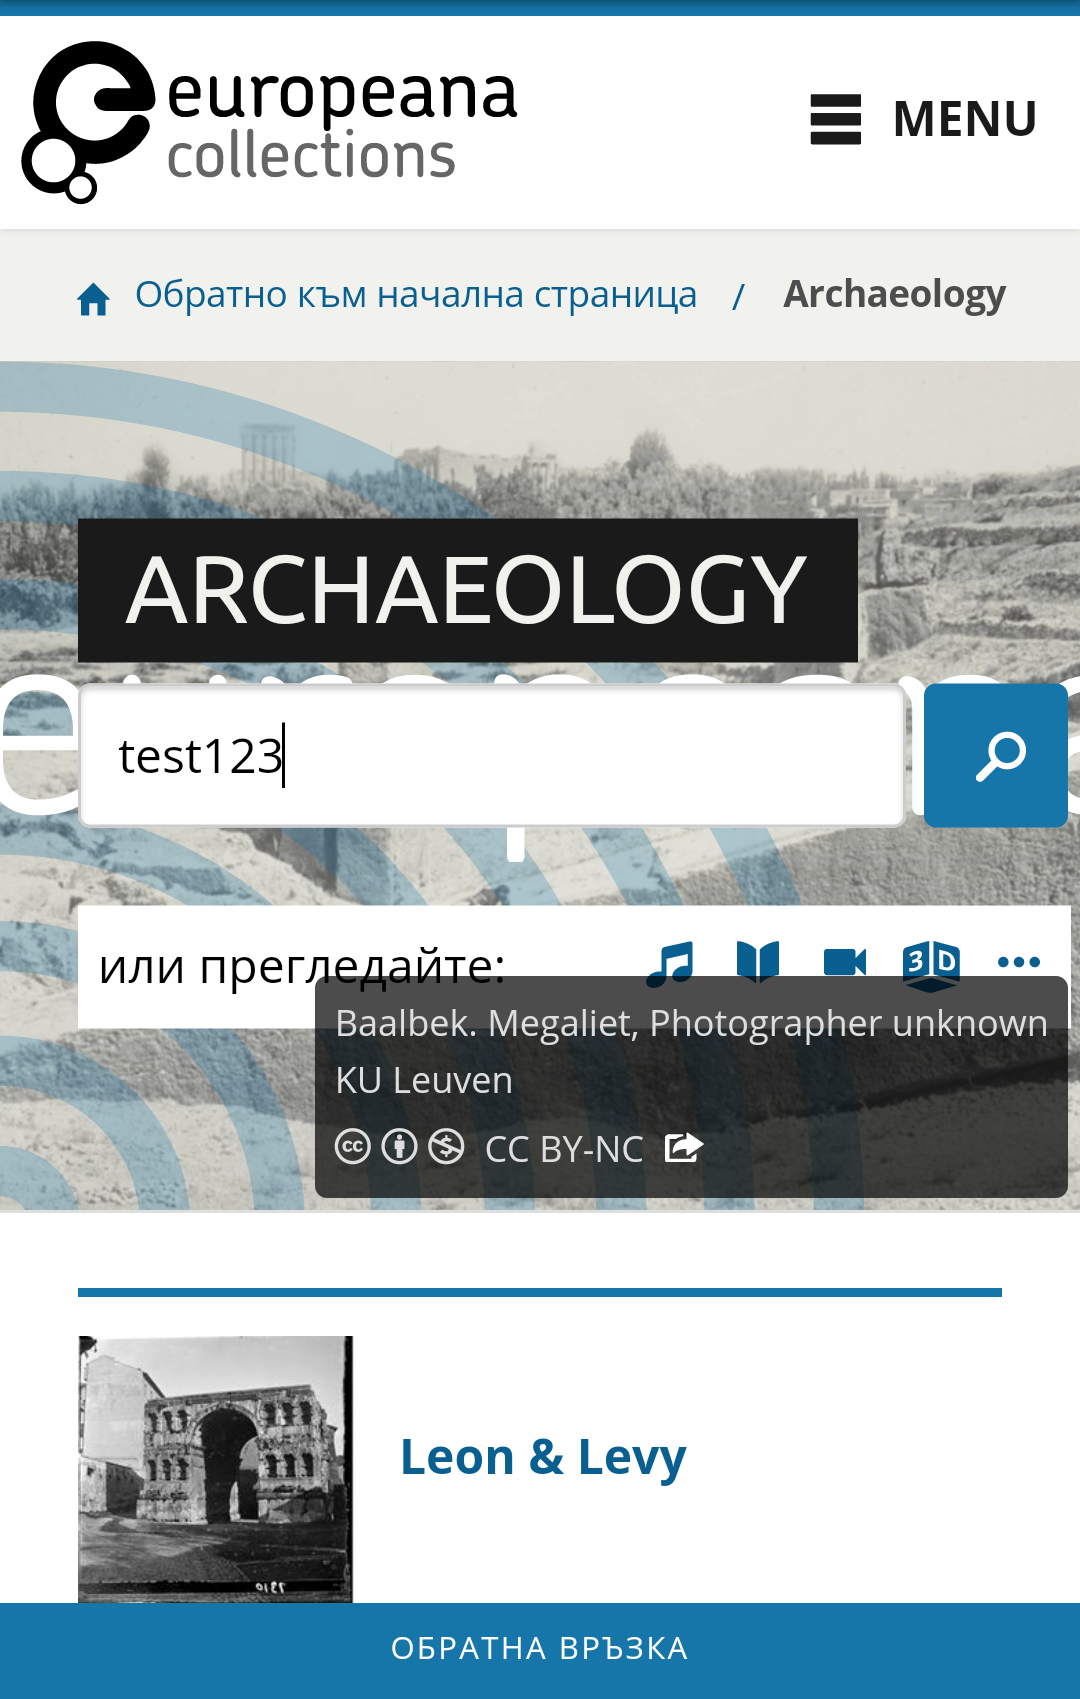 europeana
collections
MENU
Обратно към начална страница / Archaeology
ARCHAEOLOGY
test123
или прегледайте:
3D
Baalbek. Megaliet, Photographer unknown
KU Leuven
cc CC BY-NC
Leon & Levy
ОБРАТНА ВРЪЗКА